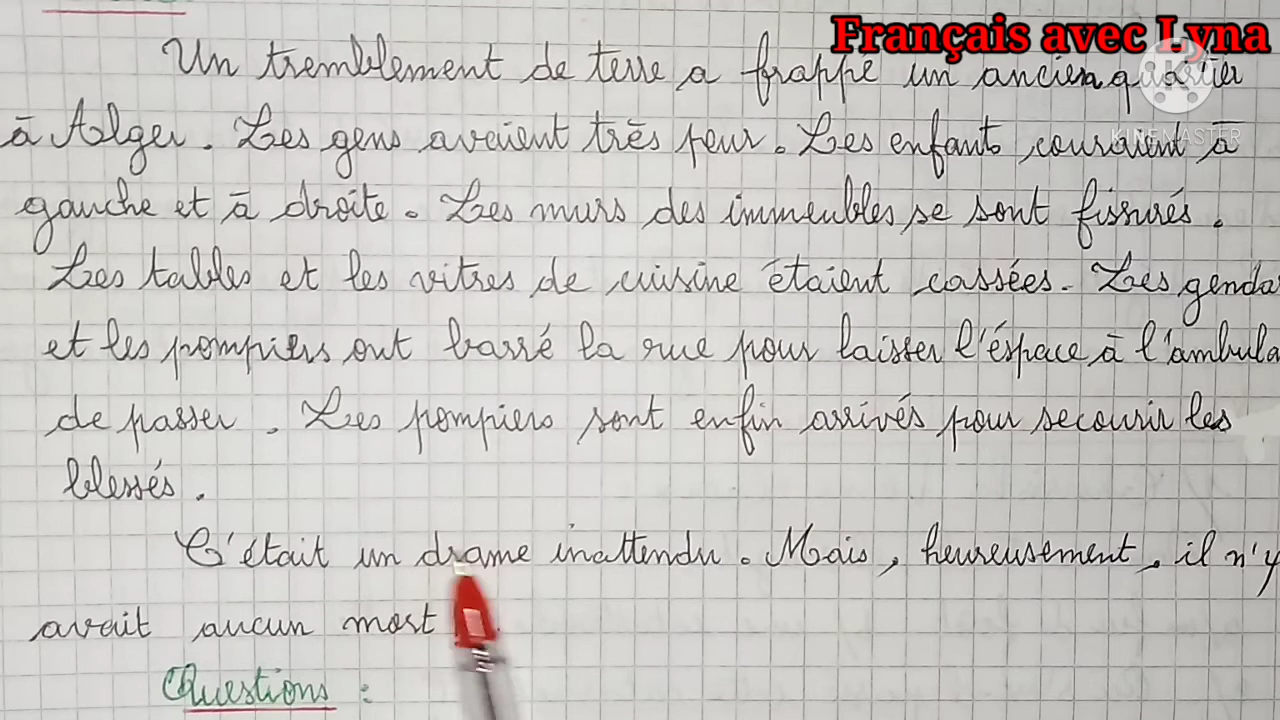 Français avec Lyna
Un tremblement de terre a frappé un ancien quartier
KINEMASTER
à Alger. Les gens avaient très peur. Les enfants couraient à
gauche et à droite. Les murs des immeubles se sont fissurés.
Les tables et les vitres de cuisine étaient cassées. Les genda
et les pompiers ont barré la rue pour laisser l'éspace à l'ambula
de passer. Les pompiers sont enfin arrivés pour secourir les
blessés.
C'était un drame inattendu. Mais, heureusement, il n'y
avait aucun mort
Questions :